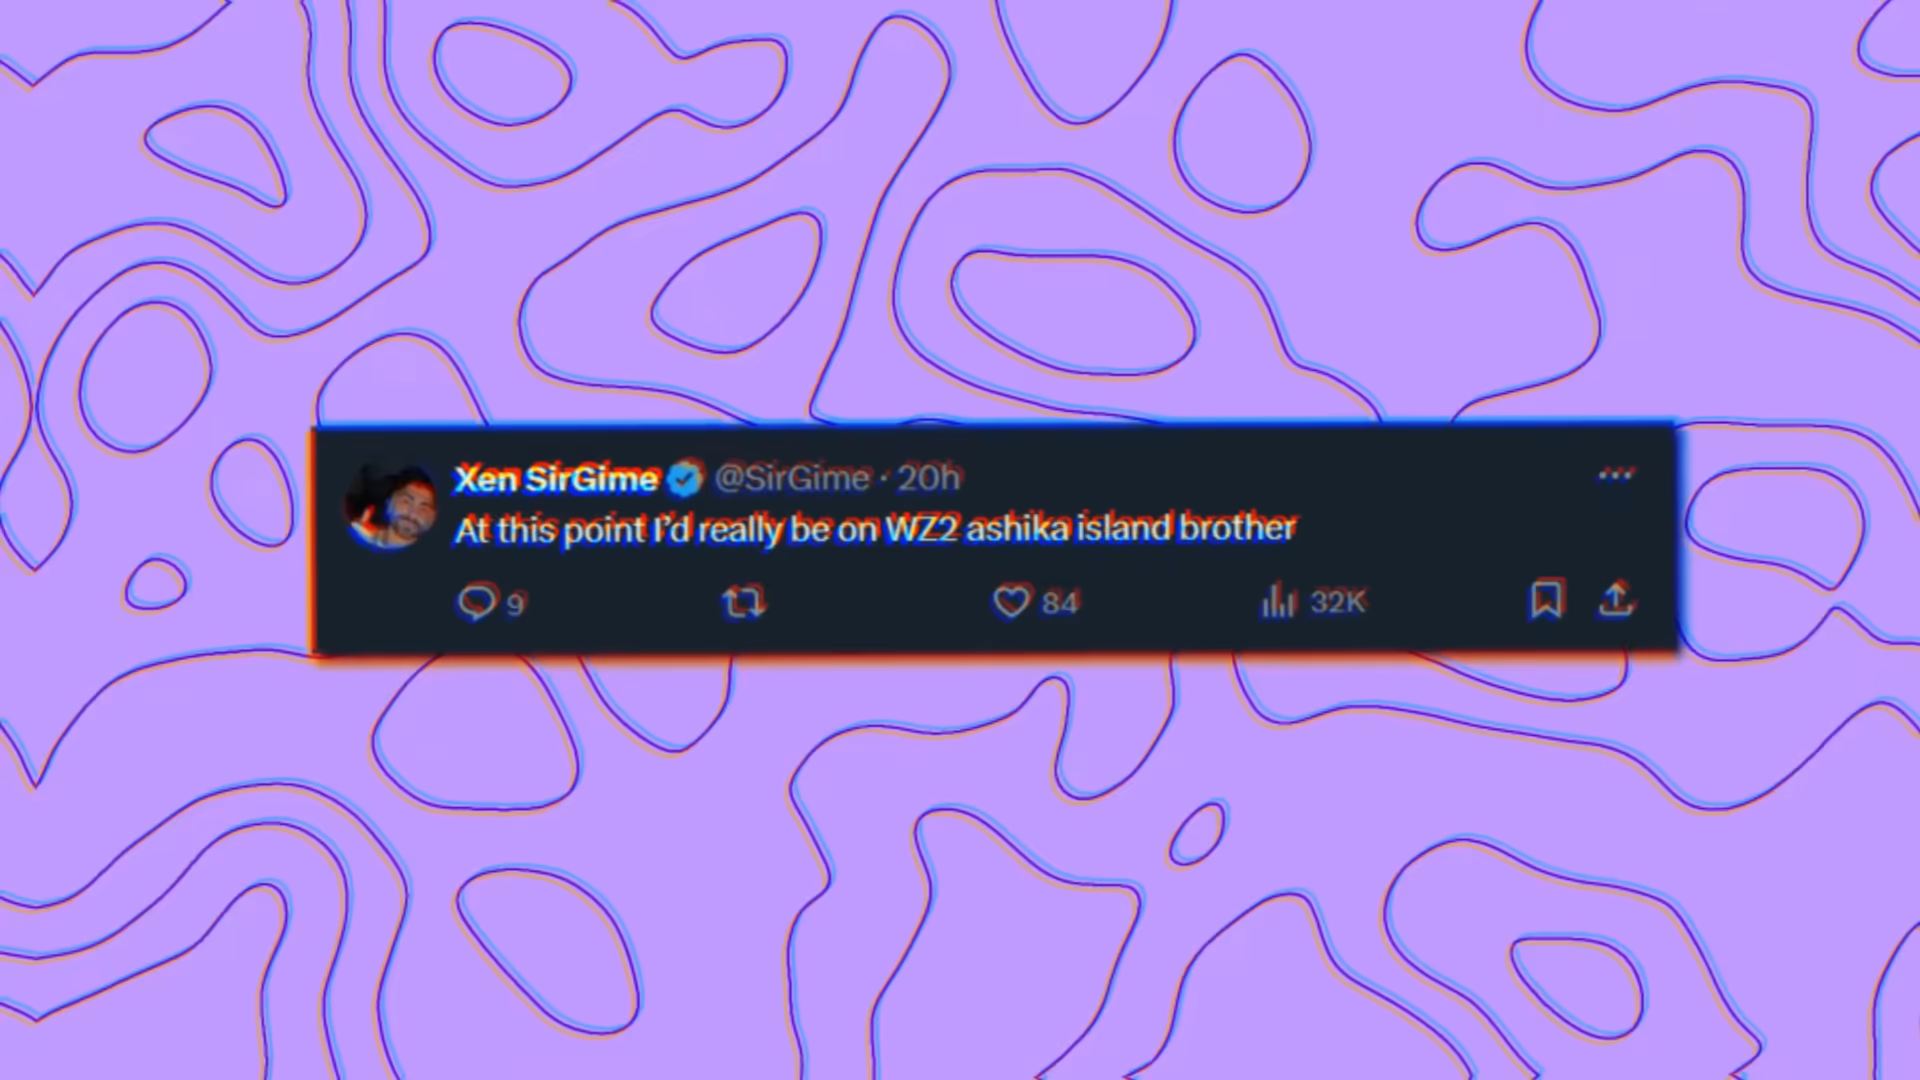 Xen SirGime @SirGime · 20h
At this point I’d really be on WZ2 ashika island brother
9 84 32K